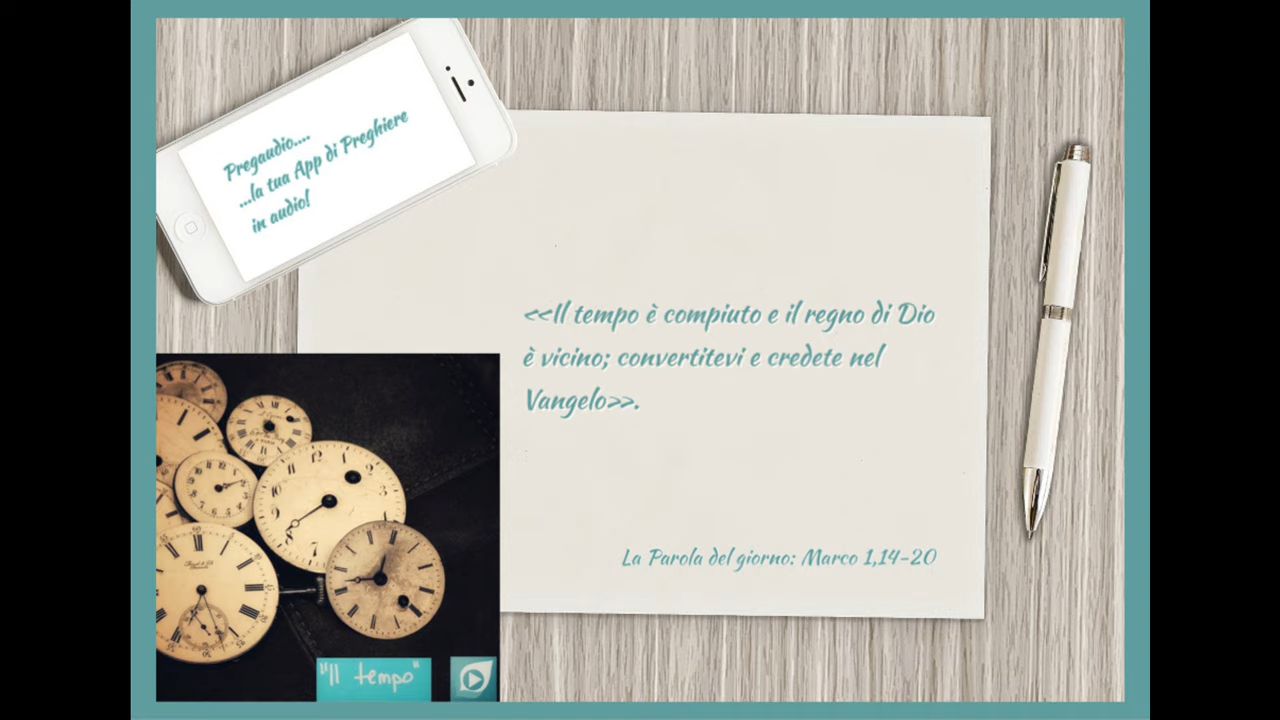 Pregaudio....
...la tua App di Preghiere
in audio!
<<Il tempo è compiuto e il regno di Dio
è vicino; convertitevi e credete nel
Vangelo>>.
La Parola del giorno: Marco 1,14-20
"Il tempo"